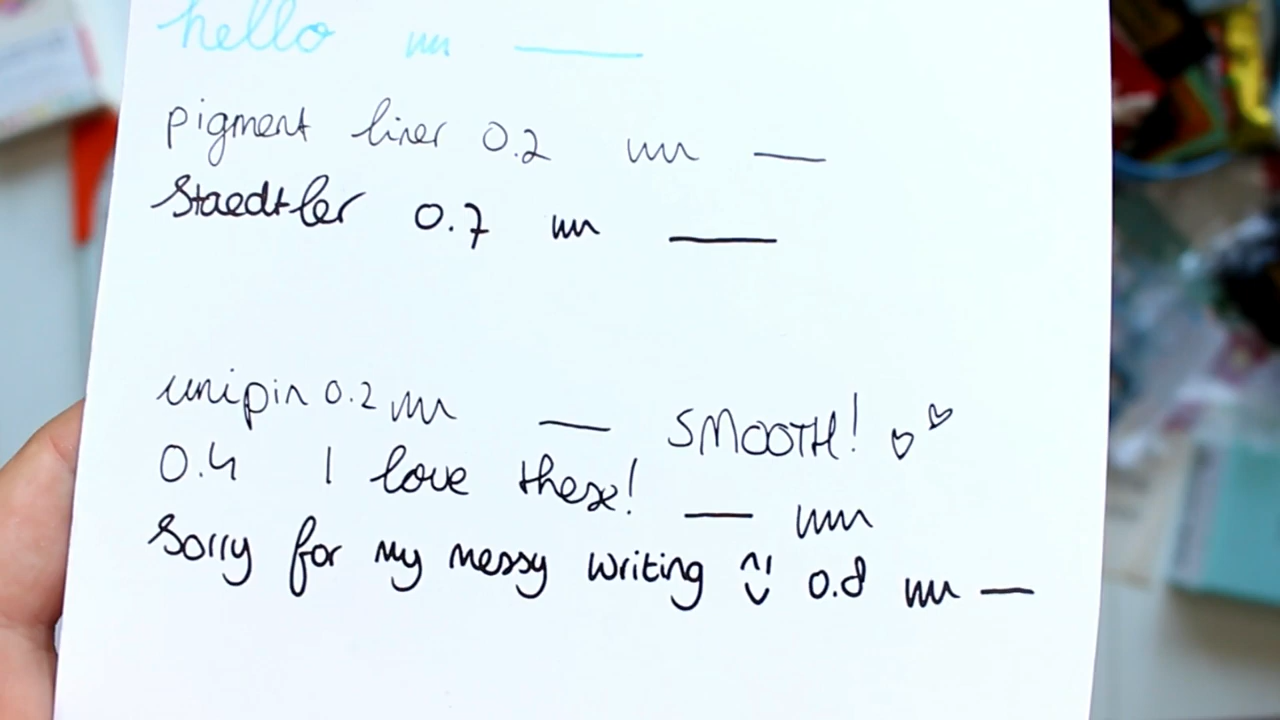 hello
pigment liner 0.2
Staedtler 0.7
unipin 0.2 SMOOTH! ♡♡
0.4 I love these!
Sorry for my messy writing 0.8